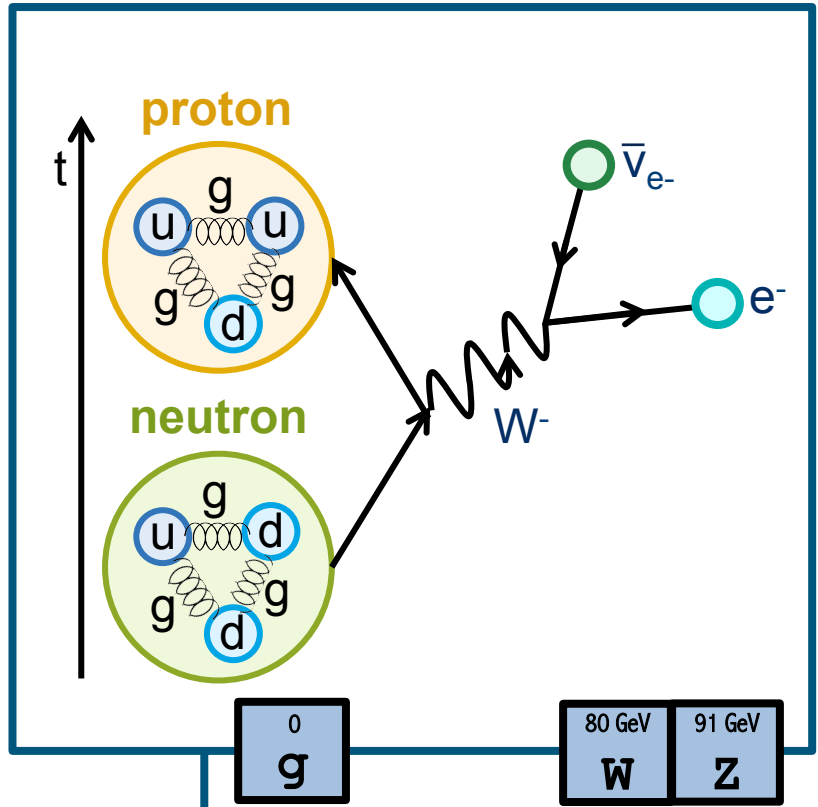 proton
t
g
u u
g g
d
ν̄e-
e-
W-
neutron
g
u d
g g
d
0
g
80 GeV
W
91 GeV
Z